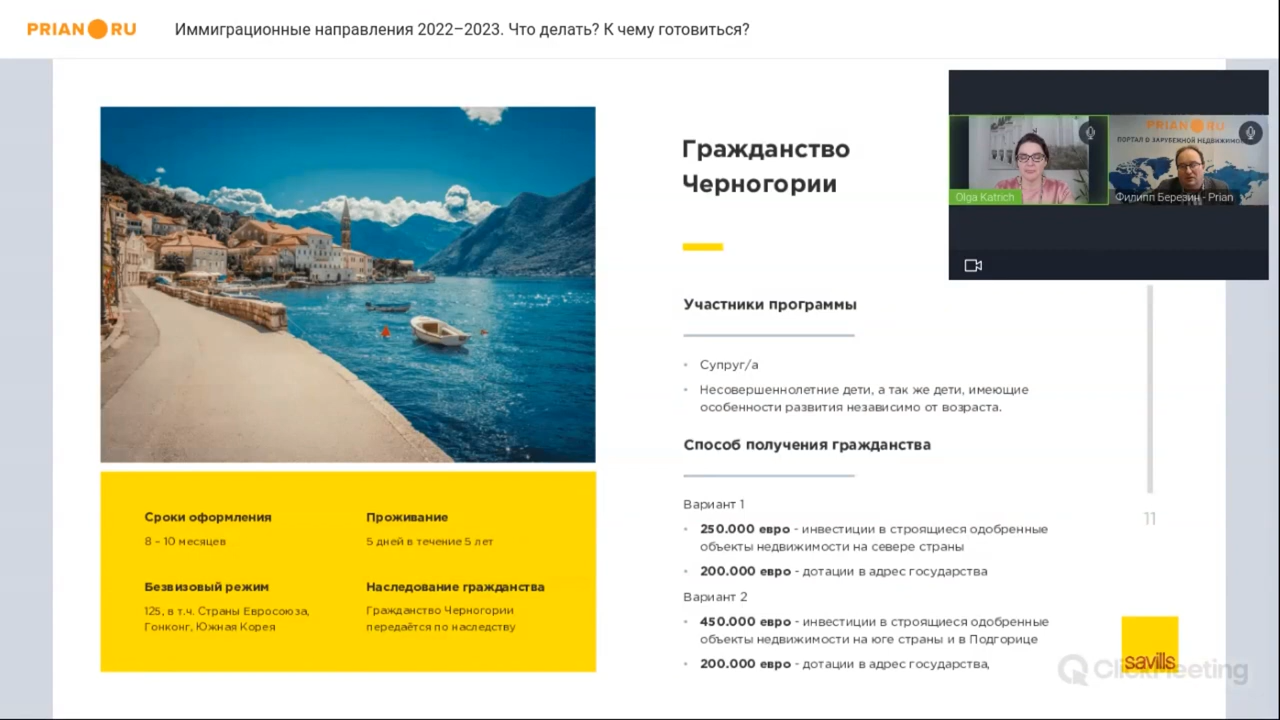 PRIAN RU
Иммиграционные направления 2022–2023. Что делать? К чему готовиться?
PRIAN RU
ПОРТАЛ О ЗАРУБЕЖНОЙ
Olga Katrich
Филипп Березин - Prian
Гражданство
Черногории
Участники программы
• Супруг/а
• Несовершеннолетние дети, а так же дети, имеющие
особенности развития независимо от возраста.
Способ получения гражданства
Вариант 1
• 250.000 евро - инвестиции в строящиеся одобренные
объекты недвижимости на севере страны
• 200.000 евро - дотации в адрес государства
Вариант 2
• 450.000 евро - инвестиции в строящиеся одобренные
объекты недвижимости на юге страны и в Подгорице
• 200.000 евро - дотации в адрес государства,
Сроки оформления
8 – 10 месяцев
Проживание
5 дней в течение 5 лет
Безвизовый режим
125, в т.ч. Страны Евросоюза,
Гонконг, Южная Корея
Наследование гражданства
Гражданство Черногории
передаётся по наследству
11
savills
ClickMeeting